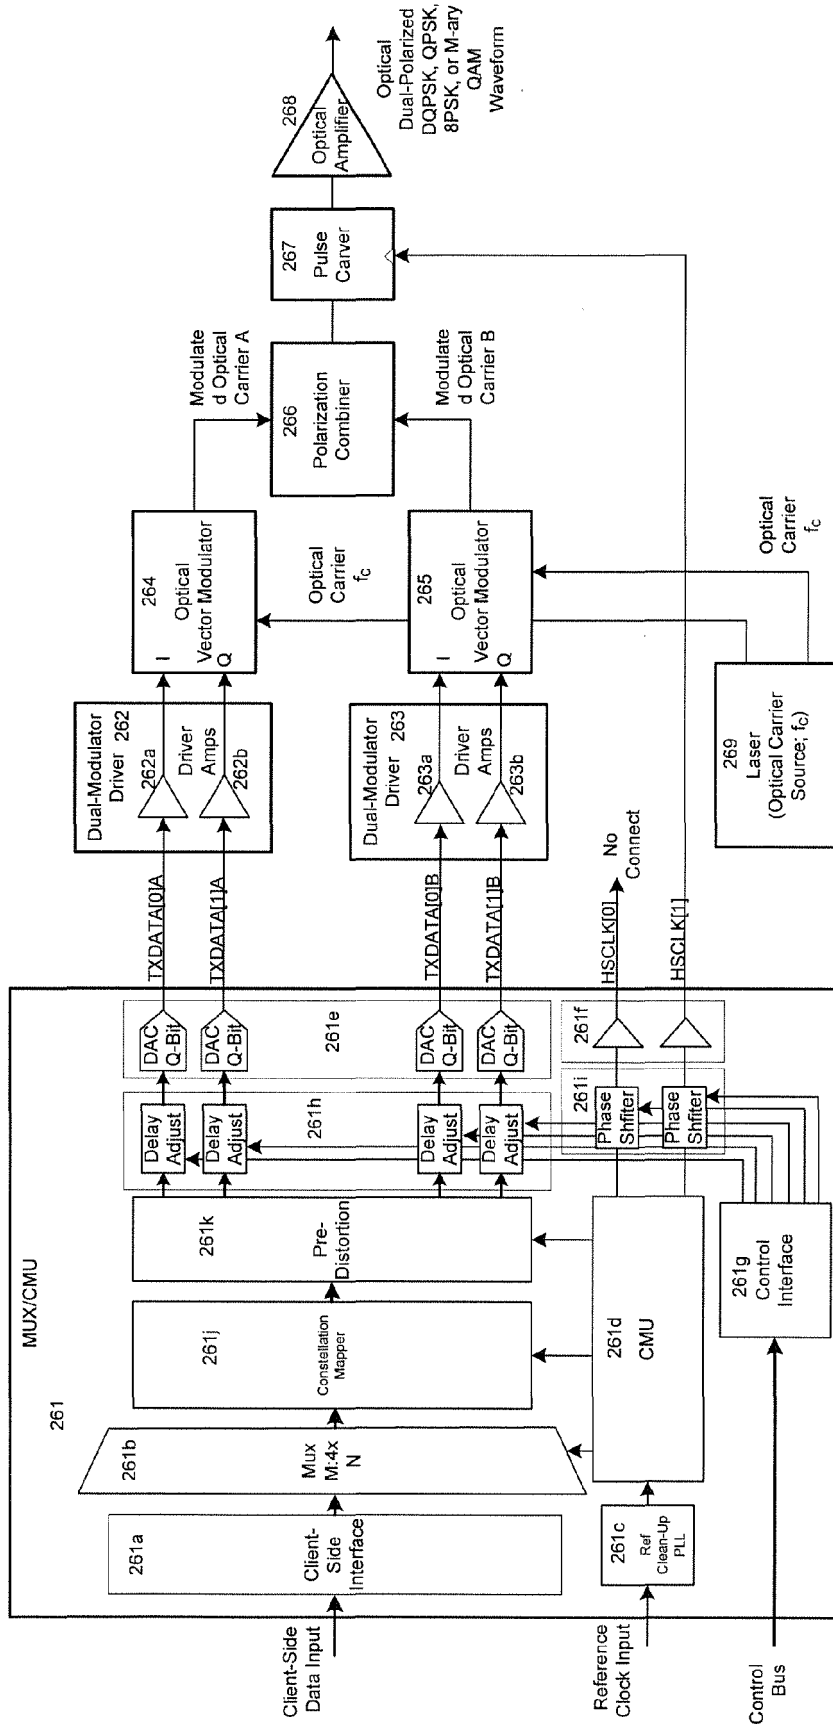 MUX/CMU
261
Client-Side
Data Input
261a
Client-
Side
Interface
261b
Mux
M:4x
N
261j
Constellation
Mapper
261k
Pre-
Distortion
Delay
Adjust
Delay
Adjust
261h
Delay
Adjust
Delay
Adjust
DAC
Q-Bit
DAC
Q-Bit
261e
DAC
Q-Bit
DAC
Q-Bit
Reference
Clock Input
261c
Ref
Clean-Up
PLL
261d
CMU
261i
Phase
Shfiter
Phase
Shfiter
261f
Control
Bus
261g
Control
Interface
TXDATA[0]A
TXDATA[1]A
TXDATA[0]B
TXDATA[1]B
HSCLK[0]
No
Connect
HSCLK[1]
Dual-Modulator
Driver 262
262a
Driver
Amps
262b
Dual-Modulator
Driver 263
263a
Driver
Amps
263b
269
Laser
(Optical Carrier
Source; fc)
264
I
Optical
Vector Modulator
Q
Optical
Carrier
fc
265
I
Optical
Vector Modulator
Q
Optical
Carrier
fc
Modulate
d Optical
Carrier A
266
Polarization
Combiner
Modulate
d Optical
Carrier B
267
Pulse
Carver
268
Optical
Amplifier
Optical
Dual-Polarized
DQPSK, QPSK,
8PSK, or M-ary
QAM
Waveform